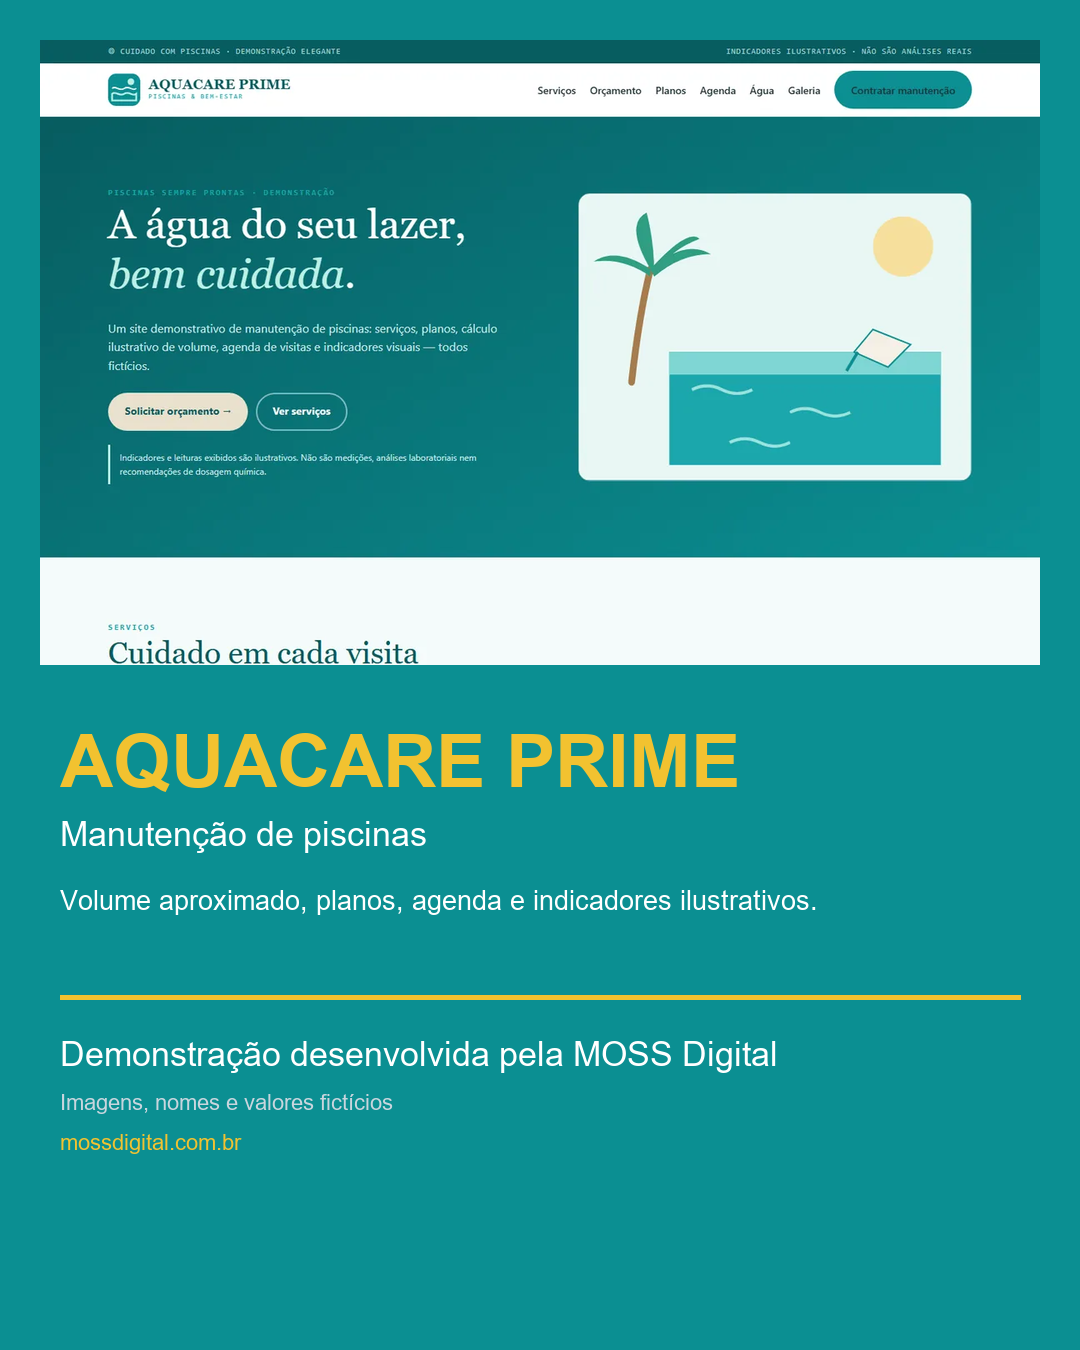 CUIDADO COM PISCINAS · DEMONSTRAÇÃO ELEGANTE
INDICADORES ILUSTRATIVOS · NÃO SÃO ANÁLISES REAIS
AQUACARE PRIME
PISCINAS & BEM-ESTAR
Serviços Orçamento Planos Agenda Água Galeria Contratar manutenção
PISCINAS SEMPRE PRONTAS · DEMONSTRAÇÃO
A água do seu lazer,
bem cuidada.
Um site demonstrativo de manutenção de piscinas: serviços, planos, cálculo
ilustrativo de volume, agenda de visitas e indicadores visuais — todos
fictícios.
Solicitar orçamento → Ver serviços
Indicadores e leituras exibidos são ilustrativos. Não são medições, análises laboratoriais nem
recomendações de dosagem química.
SERVIÇOS
Cuidado em cada visita
AQUACARE PRIME
Manutenção de piscinas
Volume aproximado, planos, agenda e indicadores ilustrativos.
Demonstração desenvolvida pela MOSS Digital
Imagens, nomes e valores fictícios
mossdigital.com.br